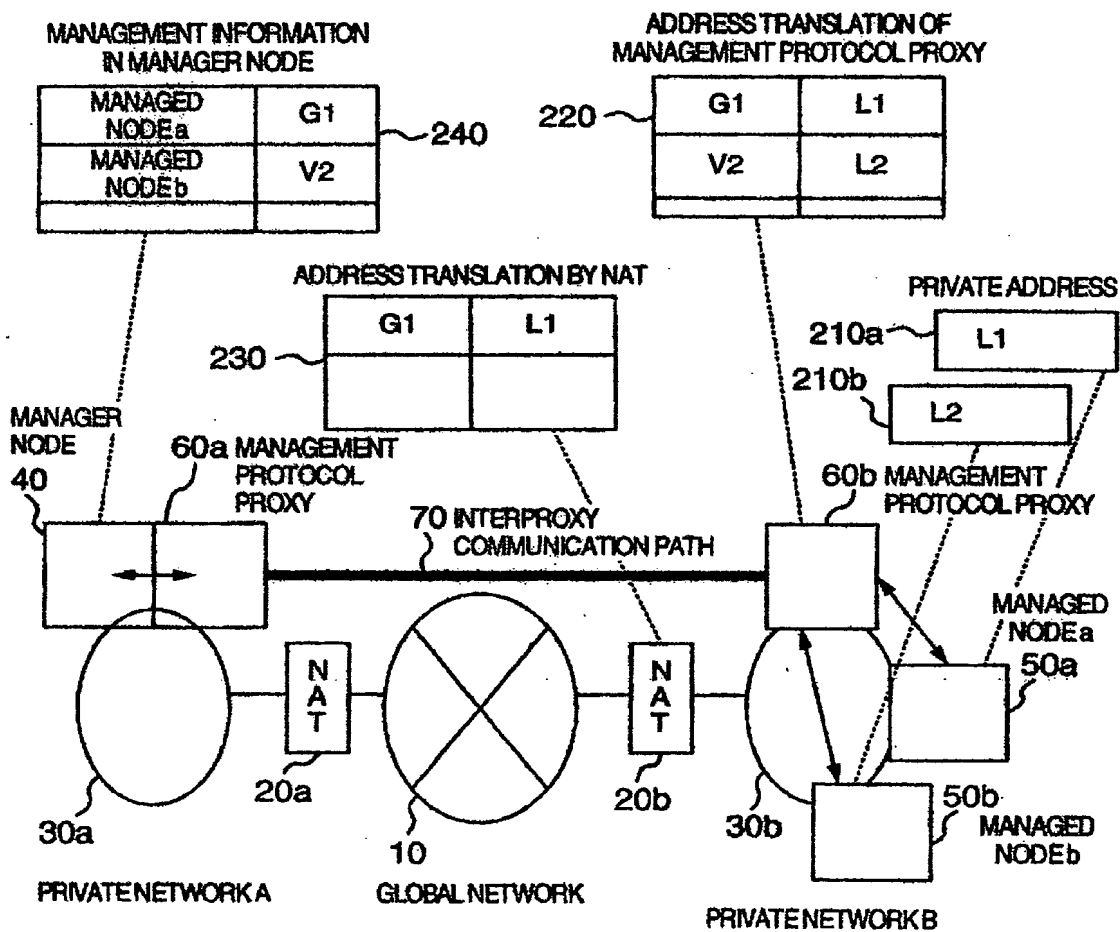 MANAGEMENT INFORMATION
IN MANAGER NODE
MANAGED
NODE a
G1
MANAGED
NODE b
V2
240
ADDRESS TRANSLATION OF
MANAGEMENT PROTOCOL PROXY
220
G1
L1
V2
L2
ADDRESS TRANSLATION BY NAT
G1
L1
230
PRIVATE ADDRESS
210a
L1
210b
L2
MANAGER
NODE
40
60a MANAGEMENT
PROTOCOL
PROXY
70 INTERPROXY
COMMUNICATION PATH
60b MANAGEMENT
PROTOCOL PROXY
MANAGED
NODE a
50a
NAT
NAT
30a
20a
10
20b
30b
50b
MANAGED
NODE b
PRIVATE NETWORK A
GLOBAL NETWORK
PRIVATE NETWORK B